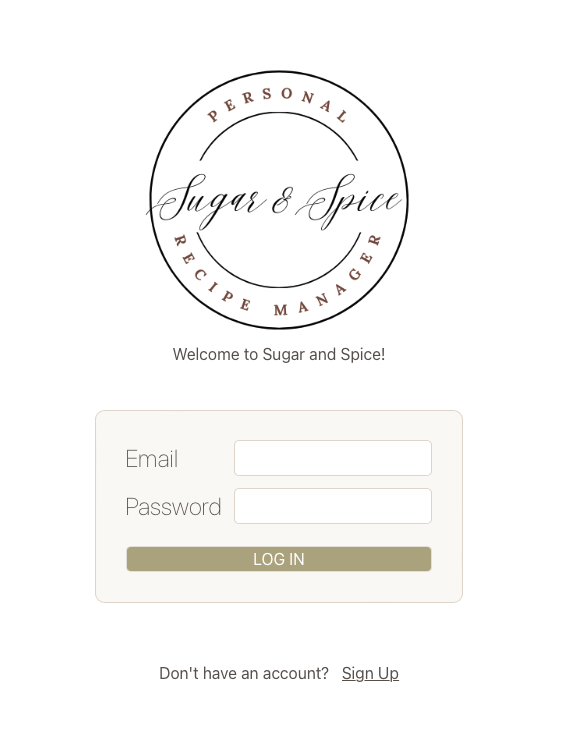 PERSONAL
Sugar & Spice
RECIPE MANAGER
Welcome to Sugar and Spice!
Email
Password
LOG IN
Don't have an account? Sign Up